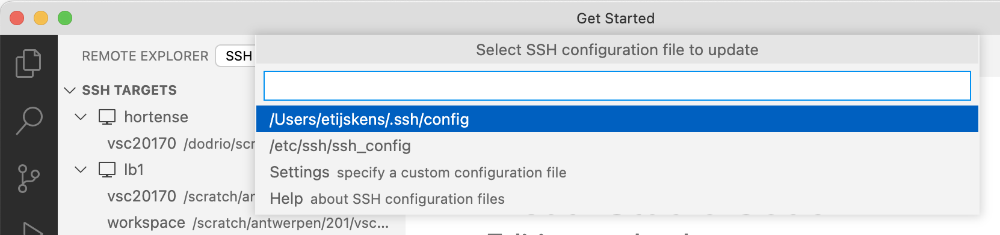 Get Started
Select SSH configuration file to update
REMOTE EXPLORER SSH
SSH TARGETS
hortense
/Users/etijskens/.ssh/config
vsc20170 /dodrio/scr
/etc/ssh/ssh_config
lb1
Settings specify a custom configuration file
vsc20170 /scratch/an
Help about SSH configuration files
workspace /scratch/antwerpen/201/vsc...